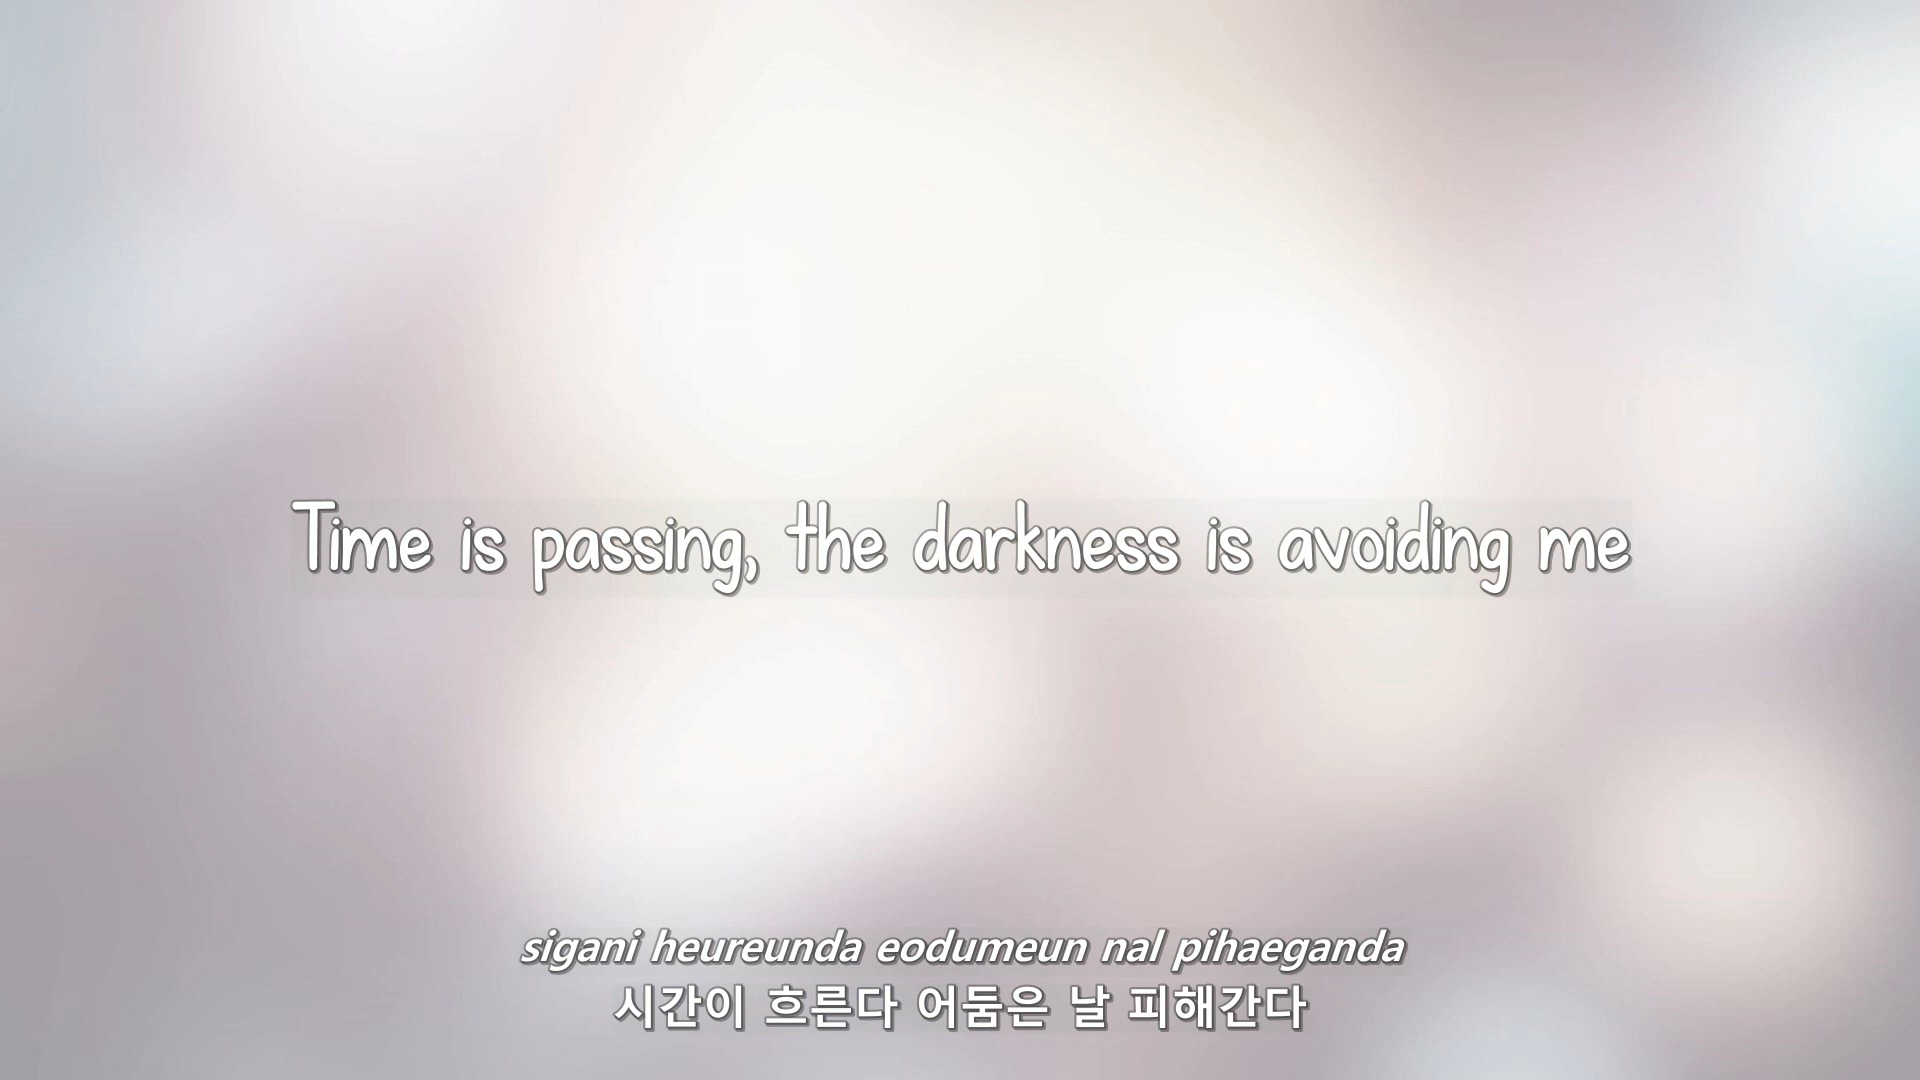 Time is passing, the darkness is avoiding me
sigani heureunda eodumeun nal pihaeganda
시간이 흐른다 어둠은 날 피해간다